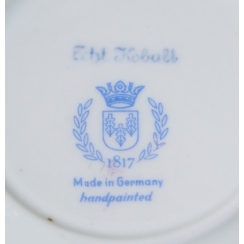 Echt Kobalt
1817
Made in Germany
handpainted